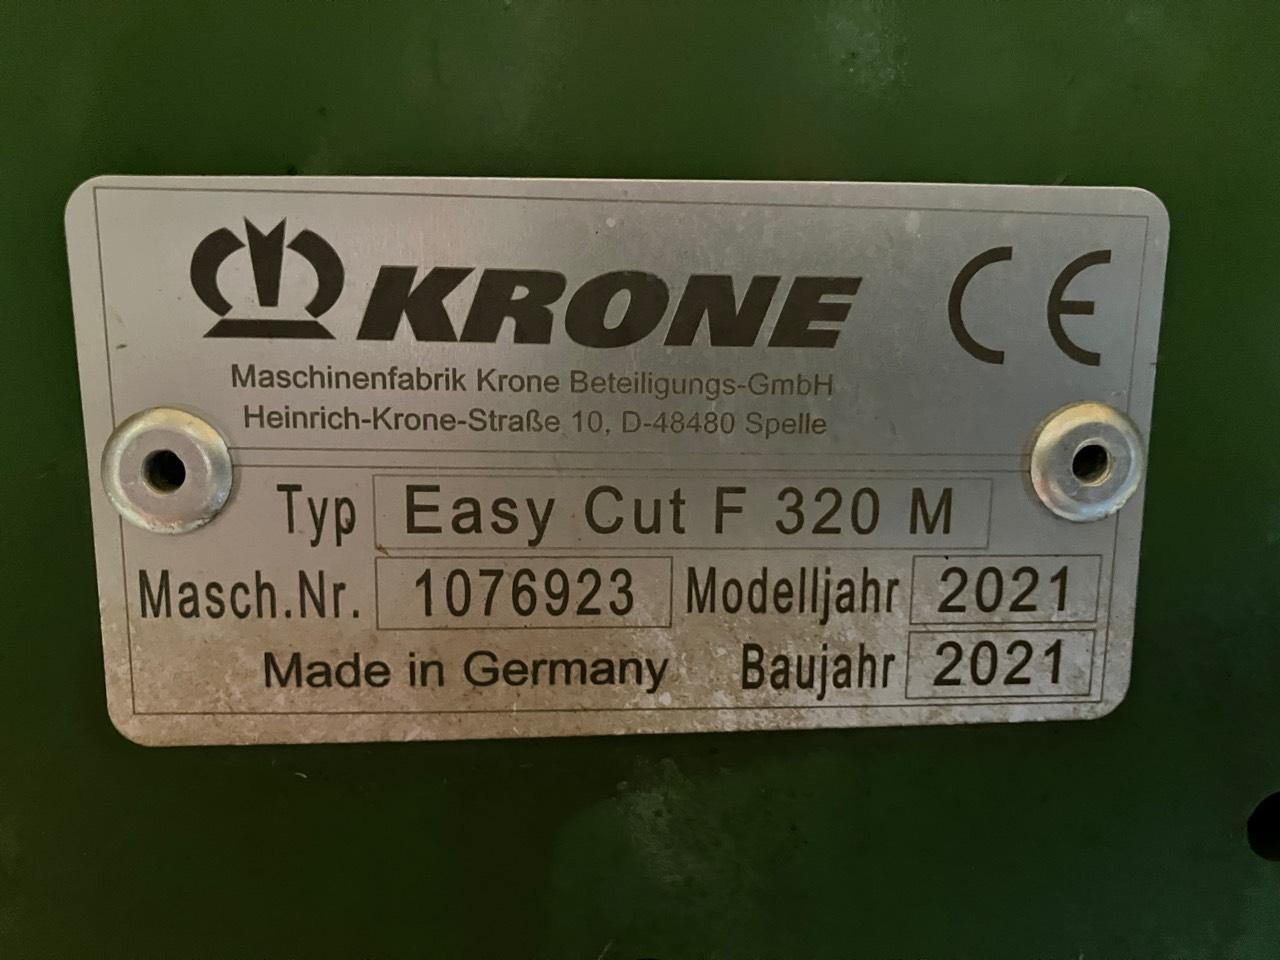 KRONE CE
Maschinenfabrik Krone Beteiligungs-GmbH
Heinrich-Krone-Straße 10, D-48480 Spelle
Typ Easy Cut F 320 M
Masch.Nr. 1076923 Modelljahr 2021
Made in Germany Baujahr 2021